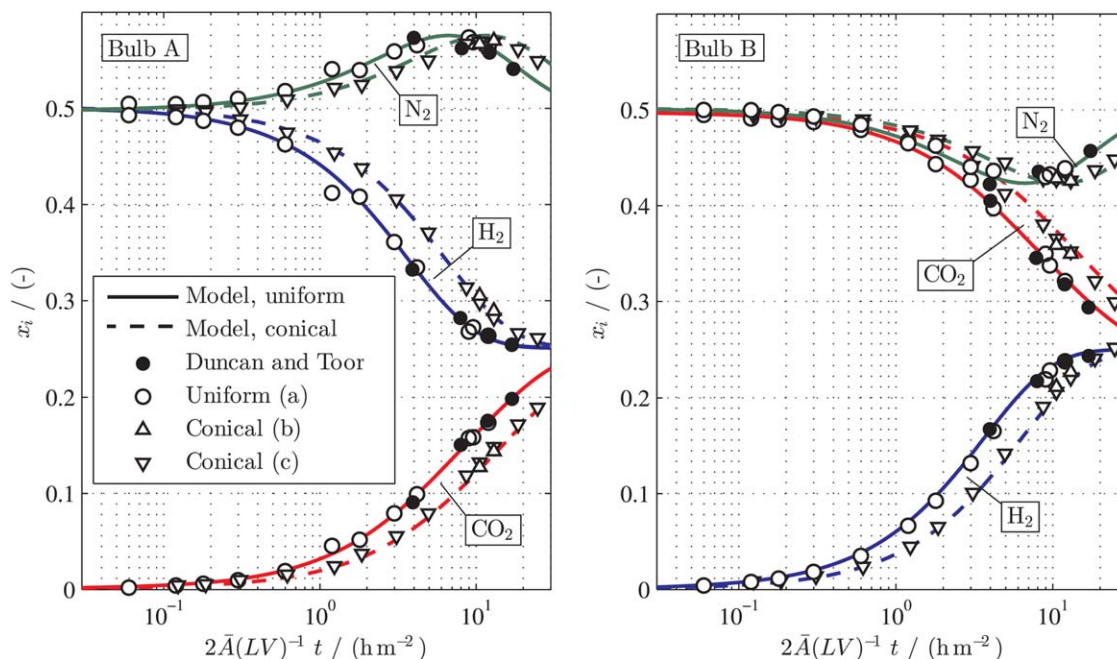 Bulb A
N₂
H₂
CO₂
Model, uniform
Model, conical
Duncan and Toor
Uniform (a)
Conical (b)
Conical (c)
0.5
0.4
0.3
0.2
0.1
0
xᵢ / (-)
10⁻¹
10⁰
10¹
2Ā(LV)⁻¹ t / (h m⁻²)
Bulb B
N₂
CO₂
H₂
0.5
0.4
0.3
0.2
0.1
0
xᵢ / (-)
10⁻¹
10⁰
10¹
2Ā(LV)⁻¹ t / (h m⁻²)